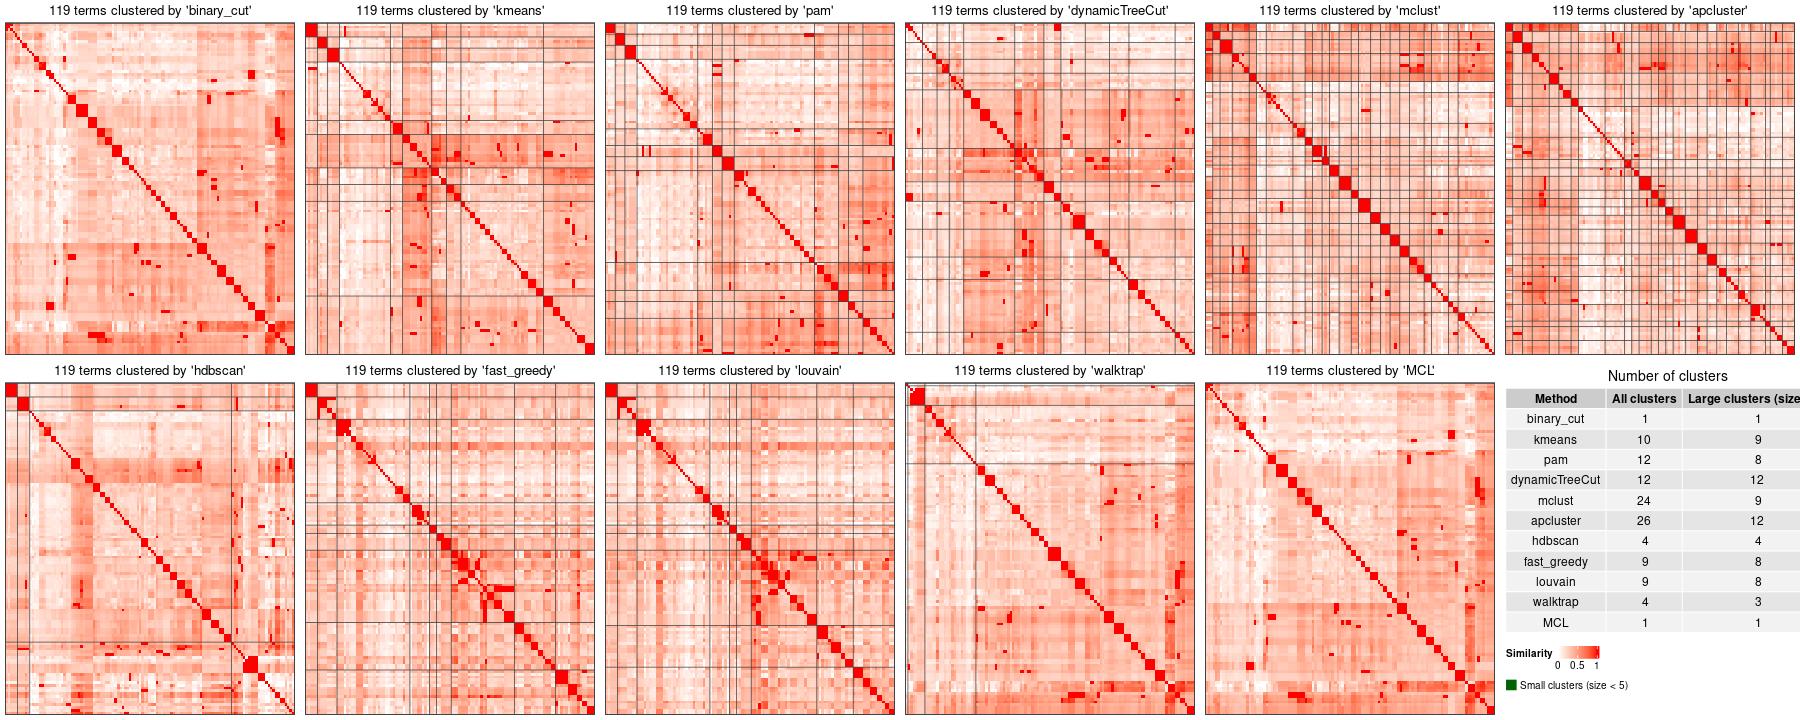 119 terms clustered by 'binary_cut'
119 terms clustered by 'kmeans'
119 terms clustered by 'pam'
119 terms clustered by 'dynamicTreeCut'
119 terms clustered by 'mclust'
119 terms clustered by 'apcluster'
119 terms clustered by 'hdbscan'
119 terms clustered by 'fast_greedy'
119 terms clustered by 'louvain'
119 terms clustered by 'walktrap'
119 terms clustered by 'MCL'
Number of clusters
Method All clusters Large clusters (size
binary_cut 1 1
kmeans 10 9
pam 12 8
dynamicTreeCut 12 12
mclust 24 9
apcluster 26 12
hdbscan 4 4
fast_greedy 9 8
louvain 9 8
walktrap 4 3
MCL 1 1
Similarity
0 0.5 1
Small clusters (size < 5)